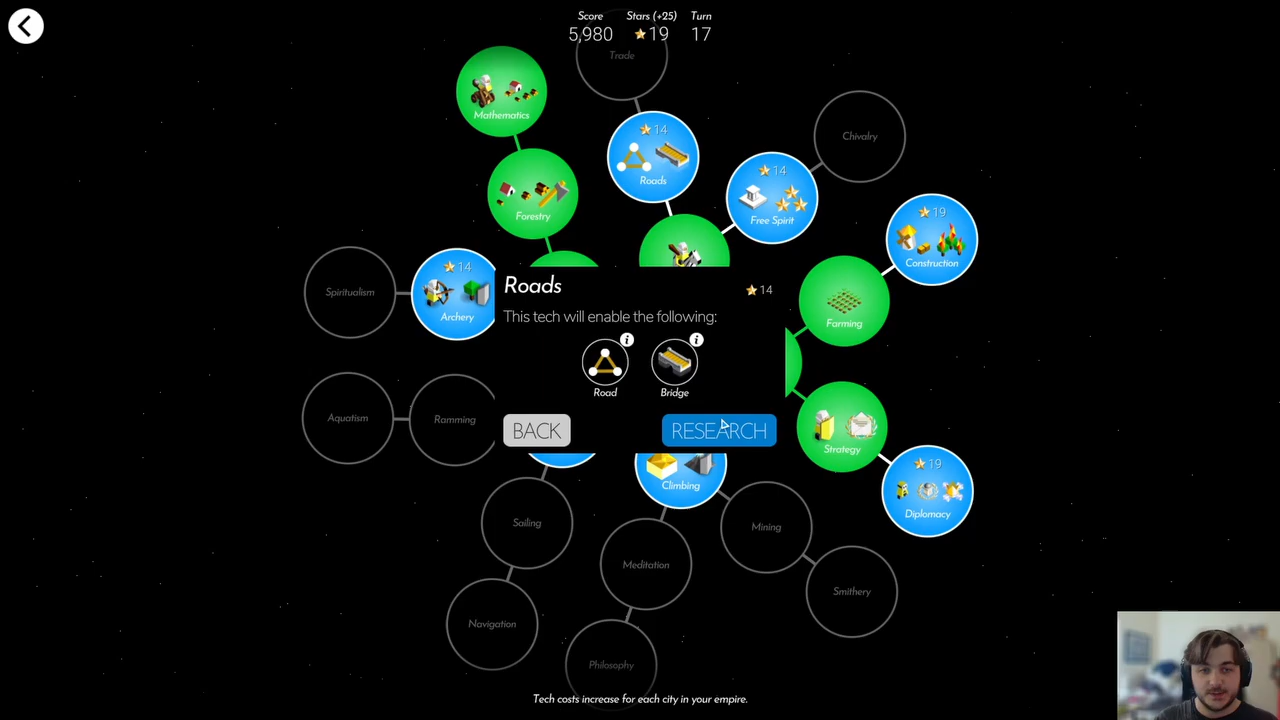 Score
5,980
Stars (+25)
19
Turn
17
Trade
Mathematics
14
Roads
Chivalry
14
Free Spirit
Forestry
19
Construction
Spiritualism
14
Archery
Farming
Roads
14
This tech will enable the following:
i
i
Road
Bridge
BACK
RESEARCH
Aquatism
Ramming
Strategy
19
Diplomacy
Climbing
Sailing
Mining
Meditation
Smithery
Navigation
Philosophy
Tech costs increase for each city in your empire.